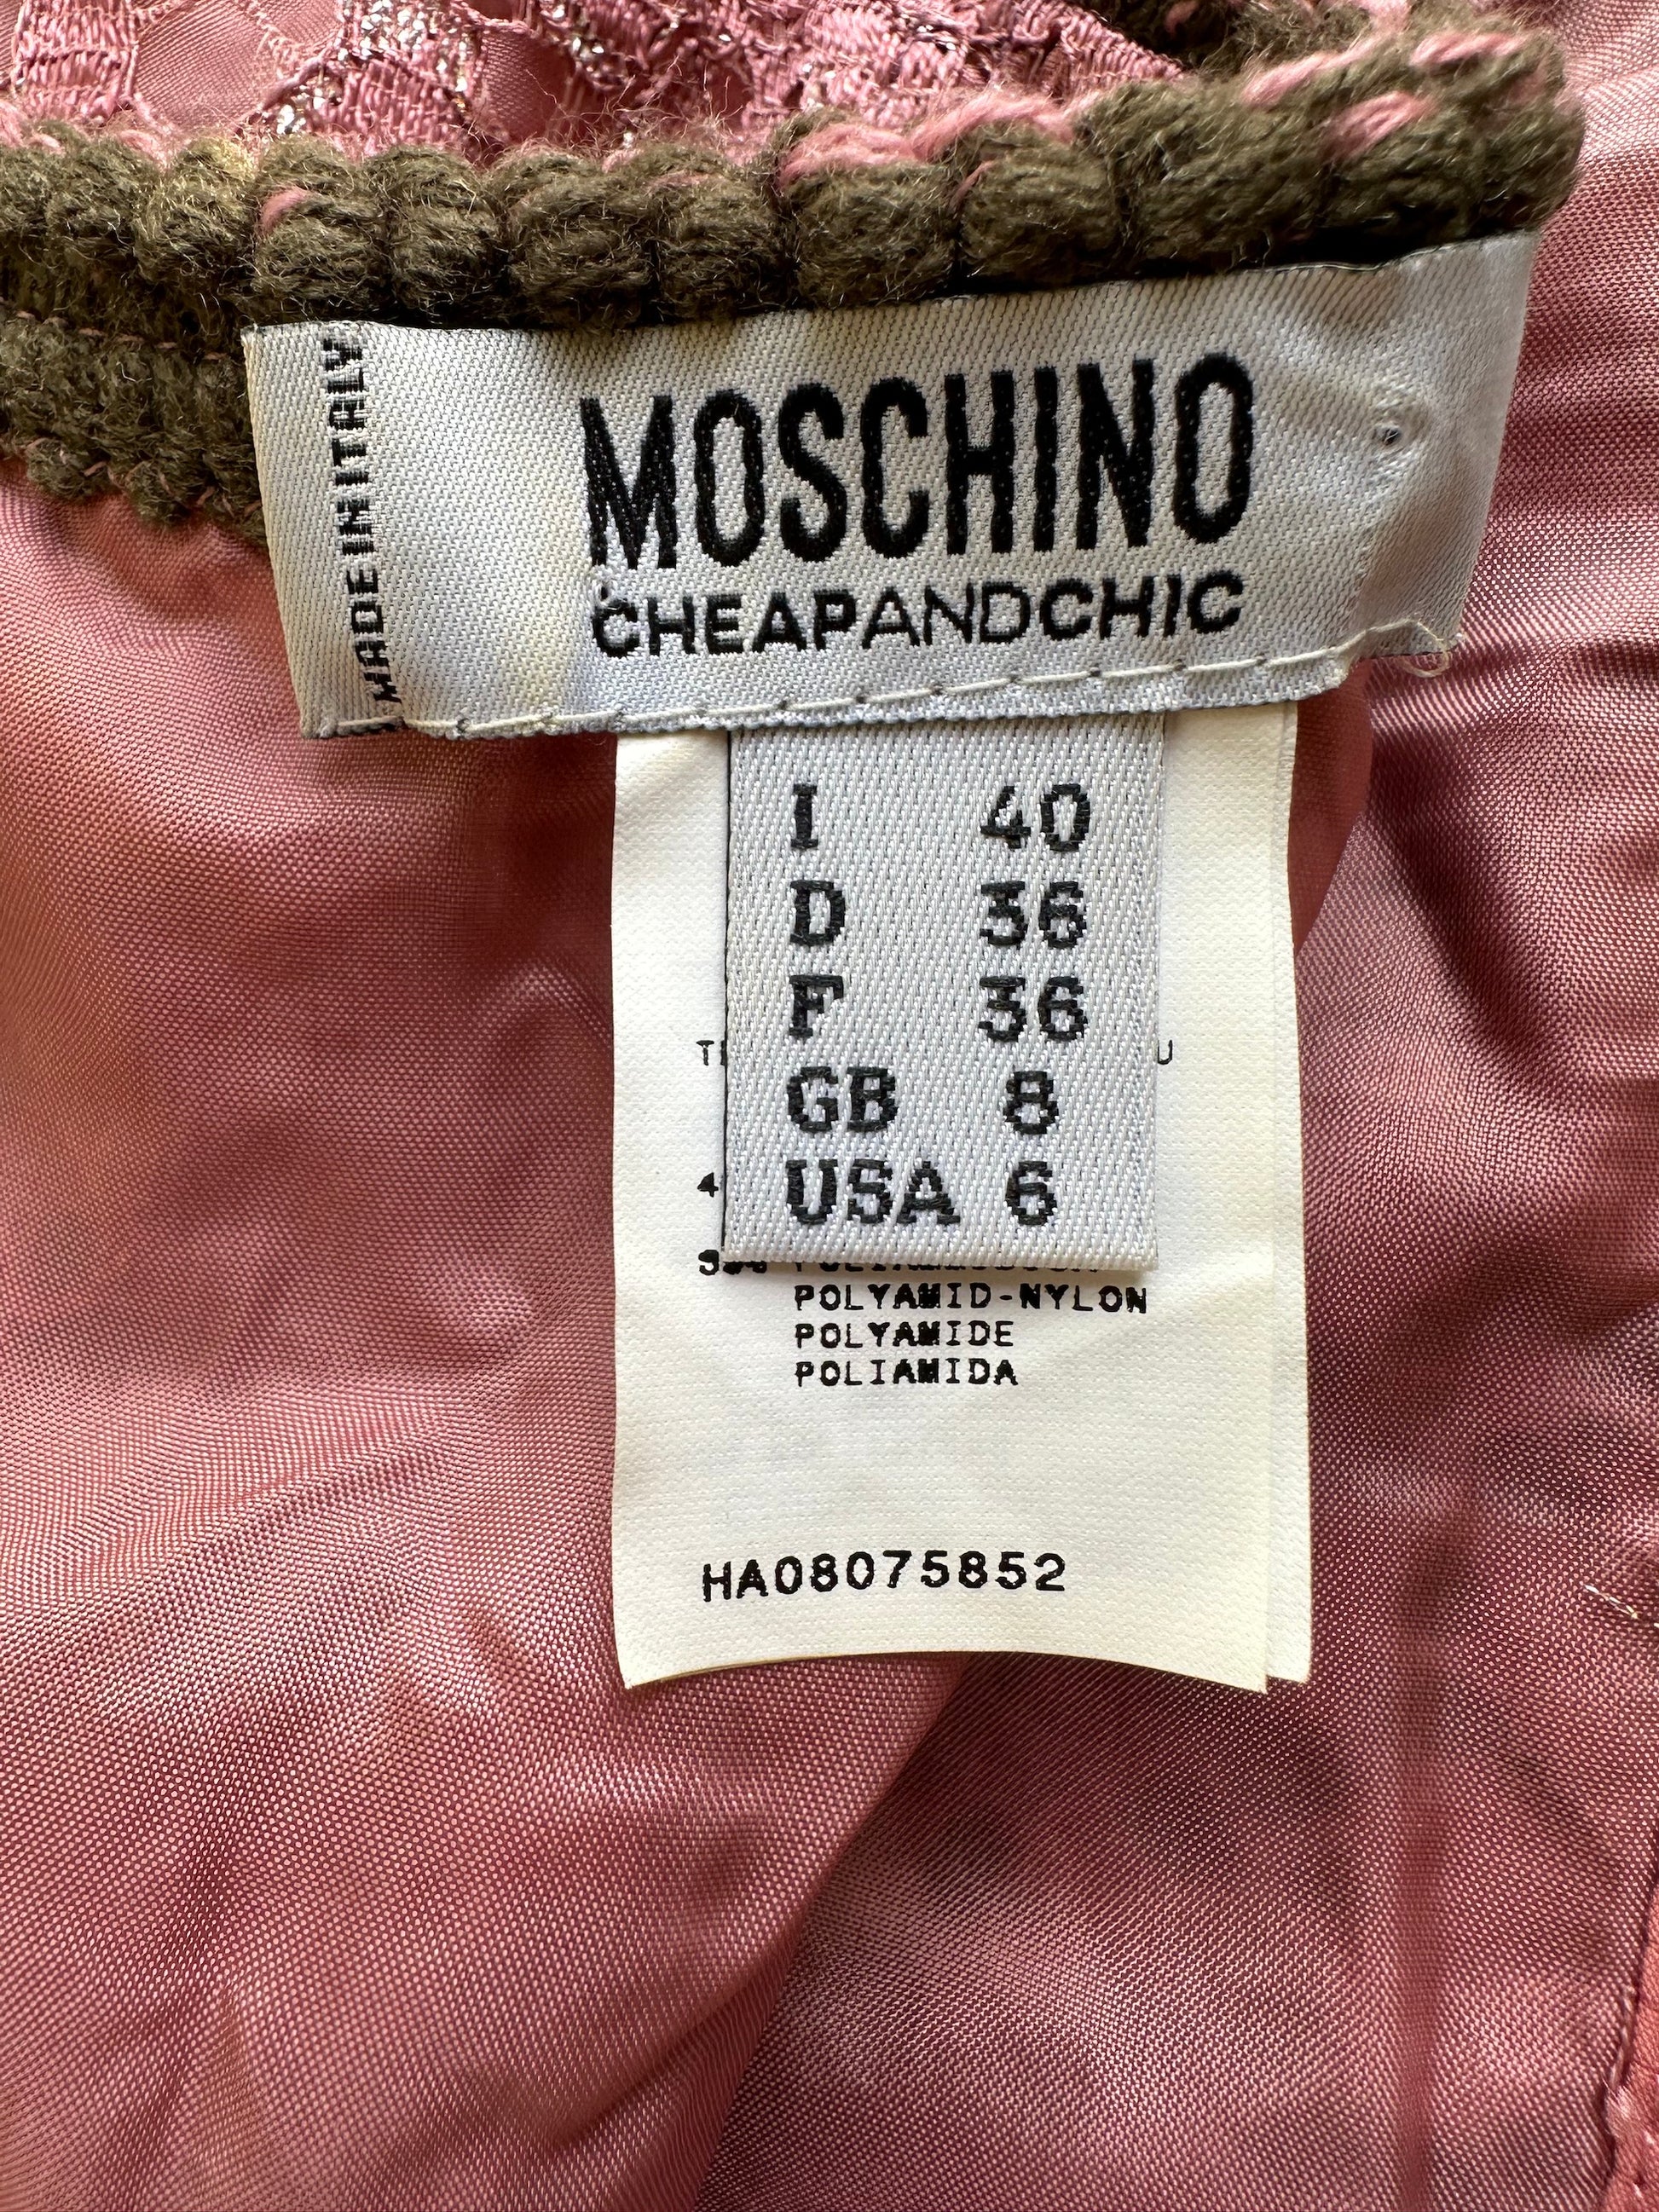 MADE IN ITALY
MOSCHINO
CHEAPANDCHIC
I 40
D 36
F 36
GB 8
USA 6
POLYAMID-NYLON
POLYAMIDE
POLIAMIDA
HA08075852